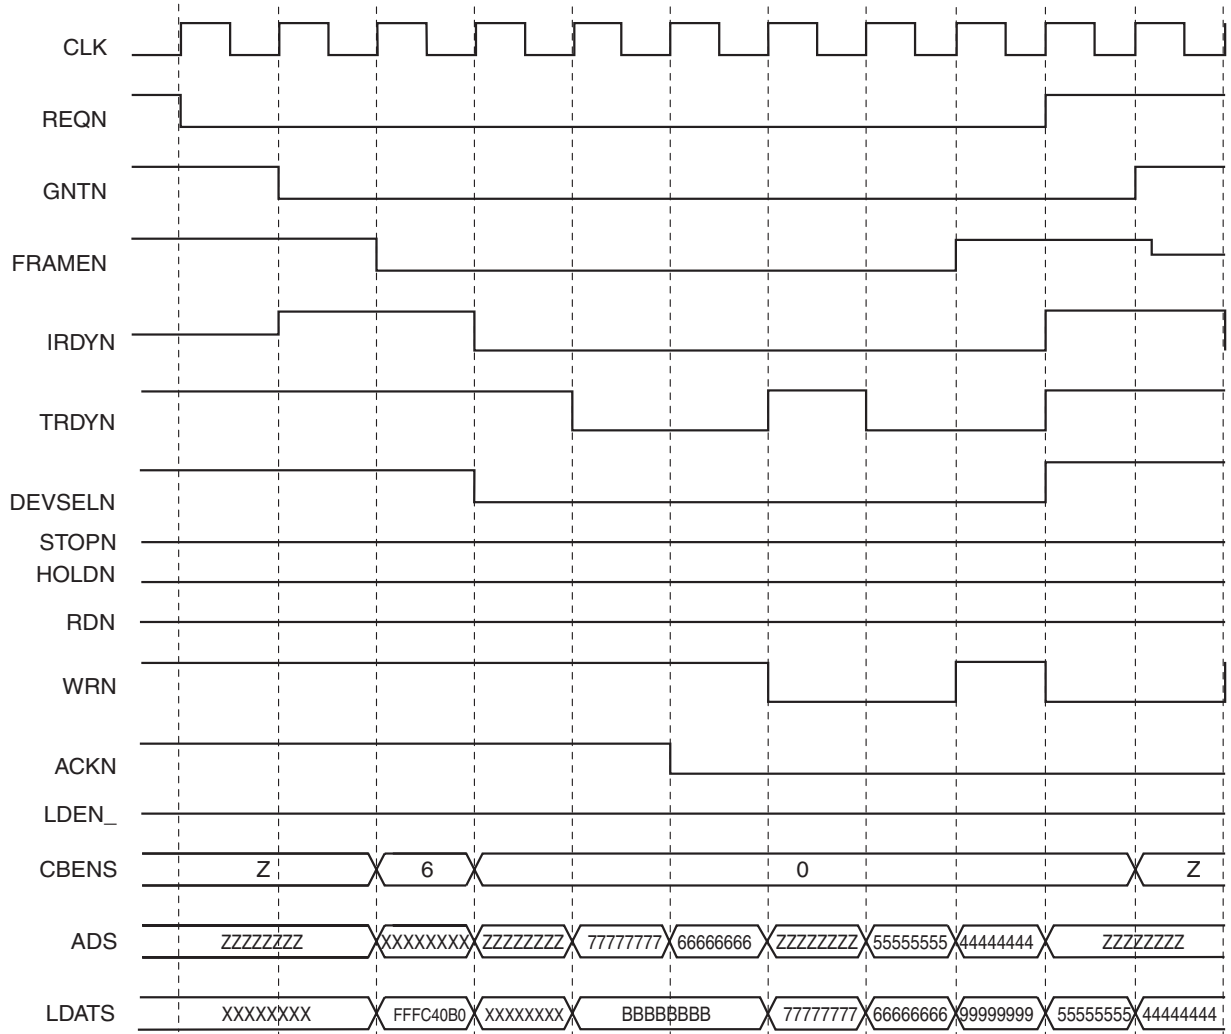 CLK
REQN
GNTN
FRAMEN
IRDYN
TRDYN
DEVSELN
STOPN
HOLDN
RDN
WRN
ACKN
LDEN_
CBENS Z 6 0 Z
ADS ZZZZZZZZ XXXXXXXX ZZZZZZZZ 77777777 66666666 ZZZZZZZZ 55555555 44444444 ZZZZZZZZ
LDATS XXXXXXXX FFFC40B0 XXXXXXXX BBBBBBBB 77777777 66666666 99999999 55555555 44444444